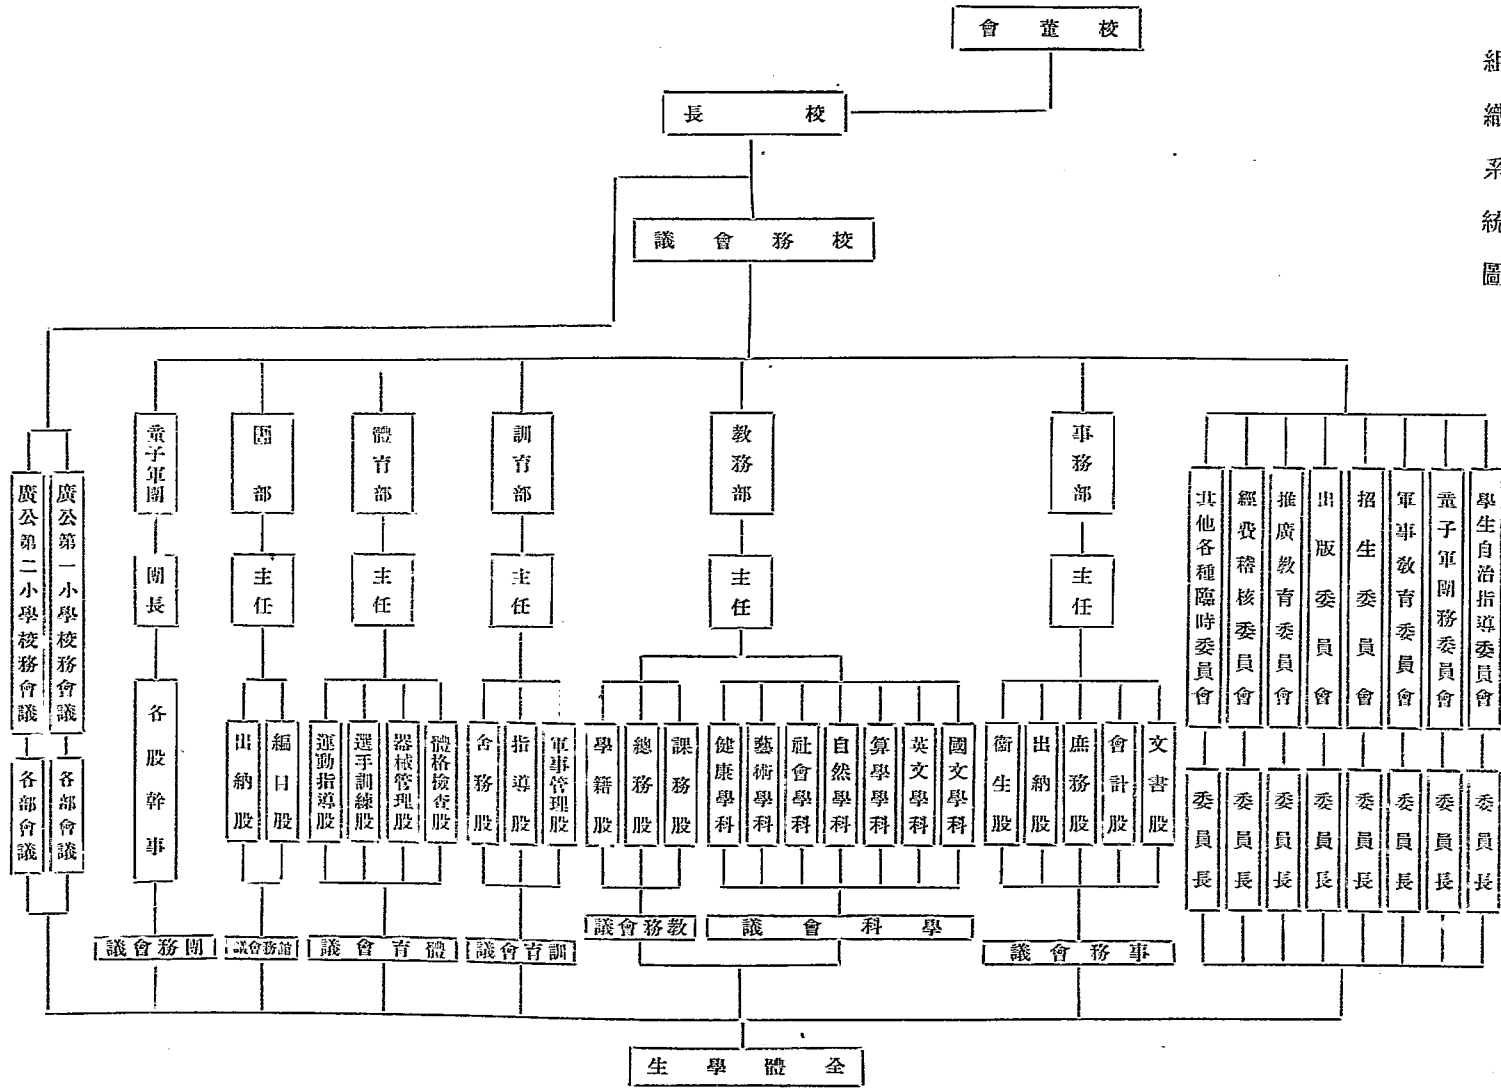 組織系統圖
校董會
校長
校務會議
學生自治指導委員會
童子軍團務委員會
軍事教育委員會
招生委員會
出版委員會
推廣教育委員會
經費稽核委員會
其他各種臨時委員會
委員長
委員長
委員長
委員長
委員長
委員長
委員長
委員長
事務部
主任
文書股
會計股
庶務股
出納股
衞生股
事務會議
教務部
主任
國文學科
英文學科
算學學科
自然學科
社會學科
藝術學科
健康學科
學科會議
課務股
總務股
學籍股
教務會議
訓育部
主任
軍事管理股
指導股
舍務股
訓育會議
體育部
主任
體格檢查股
器械管理股
選手訓練股
運動指導股
體育會議
圕部
主任
編目股
出納股
館務會議
童子軍團
團長
各股幹事
團務會議
廣公第一小學校務會議
各部會議
廣公第二小學校務會議
各部會議
全體學生